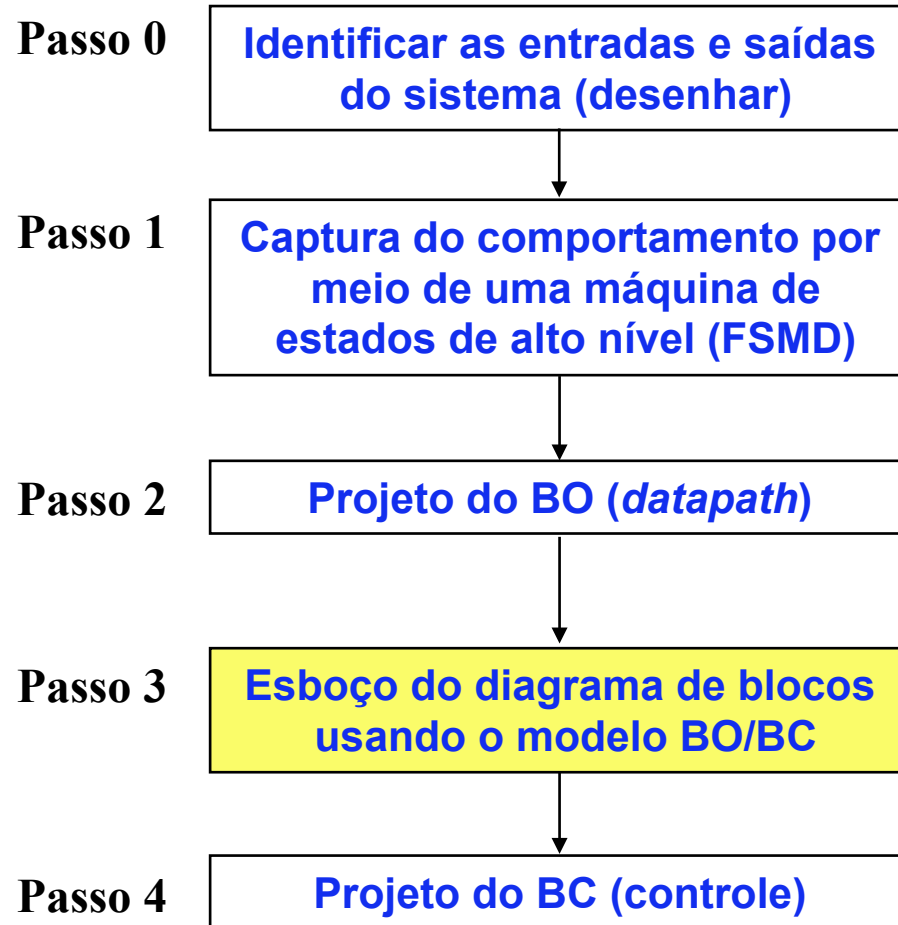 Passo 0
Identificar as entradas e saídas
do sistema (desenhar)
Passo 1
Captura do comportamento por
meio de uma máquina de
estados de alto nível (FSMD)
Passo 2
Projeto do BO (datapath)
Passo 3
Esboço do diagrama de blocos
usando o modelo BO/BC
Passo 4
Projeto do BC (controle)